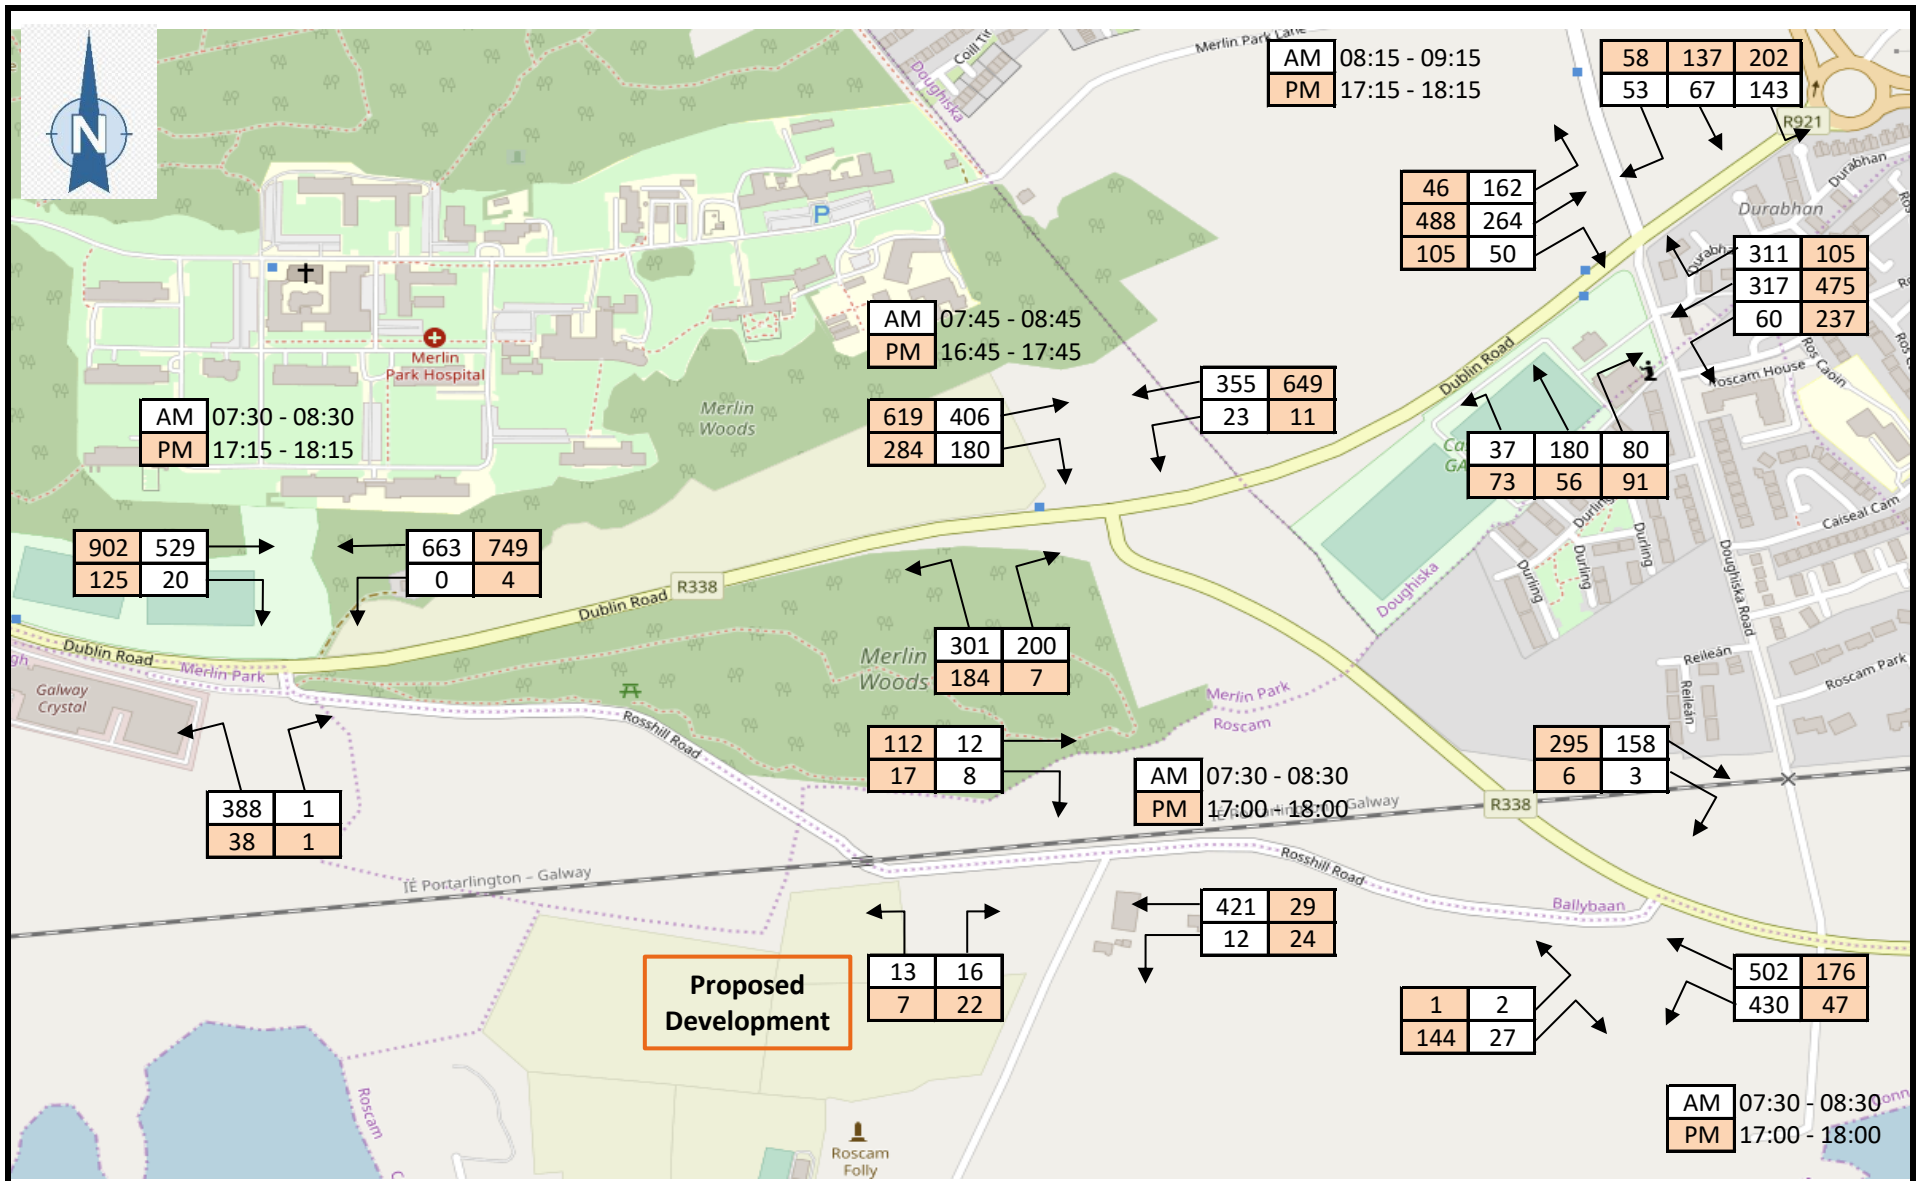 N
Coill Tír
Merlin Park Lane
Doughiska
AM 08:15 - 09:15
PM 17:15 - 18:15
58 137 202
53 67 143
R921
Durabhan
Durabhan
46 162
488 264
105 50
311 105
317 475
60 237
P
Merlin
Park Hospital
AM 07:45 - 08:45
PM 16:45 - 17:45
Dublin Road
Roscam House
Ros Caoin
355 649
23 11
619 406
284 180
Merlin
Woods
AM 07:30 - 08:30
PM 17:15 - 18:15
37 180 80
73 56 91
Caiseal Cam
Durling
Durling
Durling
Doughiska Road
902 529
125 20
663 749
0 4
R338
Dublin Road
Doughiska
Dublin Road
Merlin Park
Galway
Crystal
Merlin
Woods
301 200
184 7
Merlin Park
Roscam
Reileán
Reileán
Roscam Park
Rosshill Road
112 12
17 8
AM 07:30 - 08:30
PM 17:00 - 18:00
IÉ Portarlington – Galway
295 158
6 3
R338
388 1
38 1
IÉ Portarlington – Galway
Rosshill Road
Ballybaan
421 29
12 24
Proposed
Development
13 16
7 22
1 2
144 27
502 176
430 47
Roscam
Roscam
Folly
AM 07:30 - 08:30
PM 17:00 - 18:00